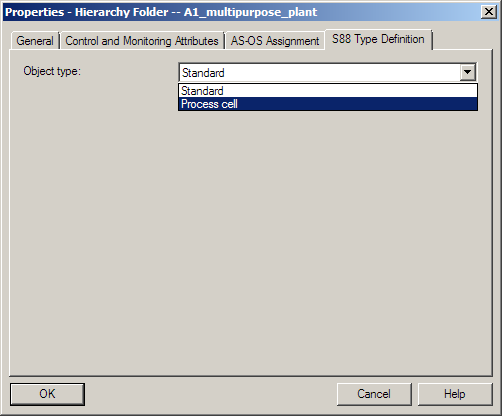 Properties - Hierarchy Folder -- A1_multipurpose_plant
General Control and Monitoring Attributes AS-OS Assignment S88 Type Definition
Object type: Standard
Standard
Process cell
OK Cancel Help